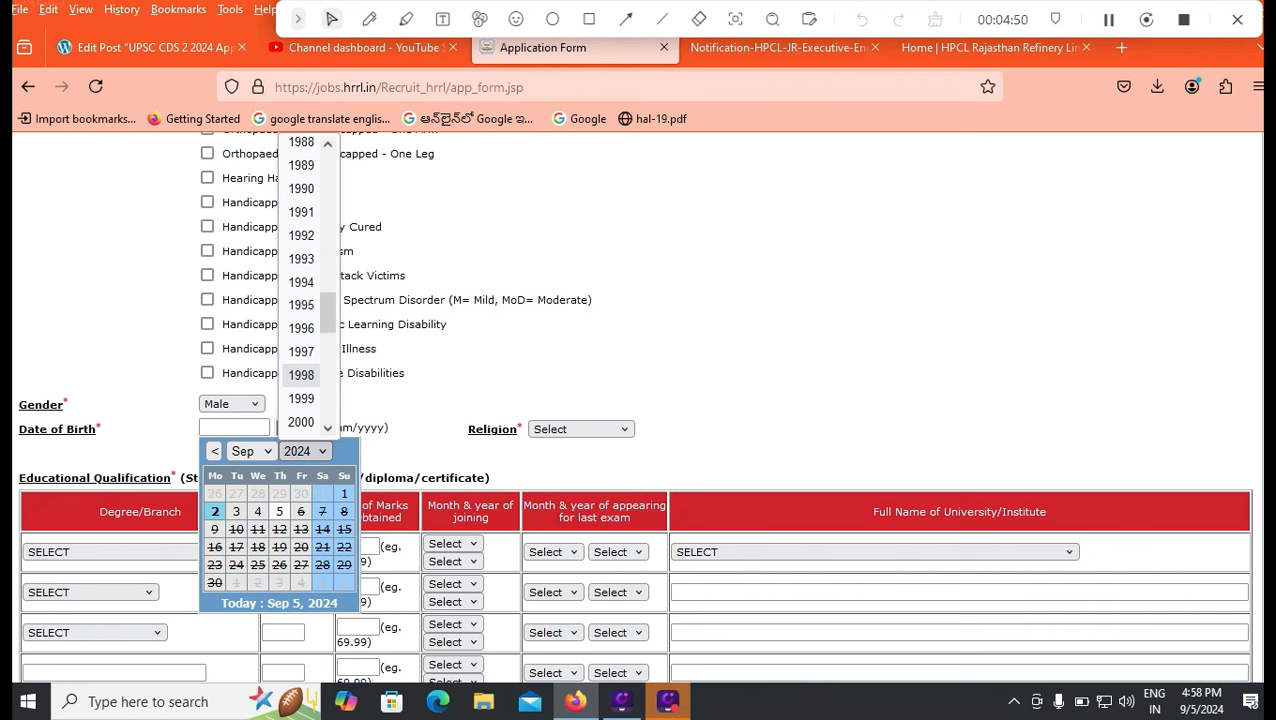 File Edit View History Bookmarks Tools
00:04:50
Edit Post "UPSC CDS 2 2024 App
Channel dashboard - YouTube S
Application Form
Notification-HPCL-JR-Executive-En
Home | HPCL Rajasthan Refinery Li
https://jobs.hrrl.in/Recruit_hrrl/app_form.jsp
Import bookmarks...
Getting Started
google translate englis...
ఆన్‌లైన్‌లో Google ఇ...
Google
hal-19.pdf
Orthopaed capped - One Leg
Hearing Ha
Handicapp
Handicapp y Cured
Handicapp sm
Handicapp tack Victims
Handicapp Spectrum Disorder (M= Mild, MoD= Moderate)
Handicapp c Learning Disability
Handicapp Illness
Handicapp e Disabilities
1988
1989
1990
1991
1992
1993
1994
1995
1996
1997
1998
1999
2000
Gender* Male
Date of Birth* um/yyyy) Religion* Select
< Sep 2024
Mo Tu We Th Fr Sa Su
26 27 28 29 30 1
2 3 4 5 6 7 8
9 10 11 12 13 14 15
16 17 18 19 20 21 22
23 24 25 26 27 28 29
30 1 2 3 4
Today : Sep 5, 2024
Educational Qualification* (St /diploma/certificate)
Degree/Branch
of Marks
btained
Month & year of
joining
Month & year of appearing
for last exam
Full Name of University/Institute
SELECT (eg. 9) Select Select Select Select SELECT
SELECT (eg. 9) Select Select Select Select
SELECT (eg. 69.99) Select Select Select Select
(eg. Select Select Select
Type here to search
ENG
IN
4:58 PM
9/5/2024